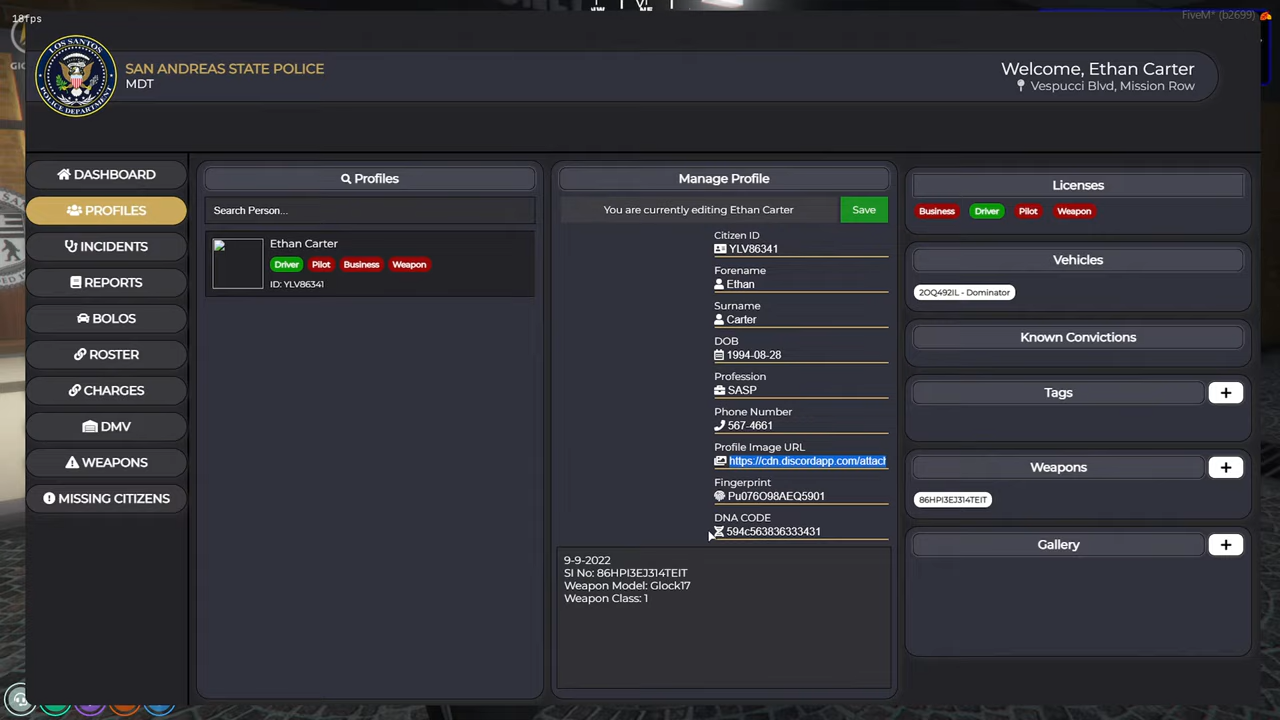 18fps
FiveM* (b2699)
LOS SANTOS
POLICE DEPARTMENT
SAN ANDREAS STATE POLICE
MDT
Welcome, Ethan Carter
Vespucci Blvd, Mission Row
DASHBOARD
PROFILES
INCIDENTS
REPORTS
BOLOS
ROSTER
CHARGES
DMV
WEAPONS
MISSING CITIZENS
Profiles
Search Person...
Ethan Carter
Driver Pilot Business Weapon
ID: YLV86341
Manage Profile
You are currently editing Ethan Carter
Save
Citizen ID
YLV86341
Forename
Ethan
Surname
Carter
DOB
1994-08-28
Profession
SASP
Phone Number
567-4661
Profile Image URL
https://cdn.discordapp.com/attach
Fingerprint
Pu076O98AEQ5901
DNA CODE
594c563836333431
9-9-2022
SI No: 86HPI3EJ314TEIT
Weapon Model: Glock17
Weapon Class: 1
Licenses
Business Driver Pilot Weapon
Vehicles
2OQ492IL - Dominator
Known Convictions
Tags
Weapons
86HPI3EJ314TEIT
Gallery